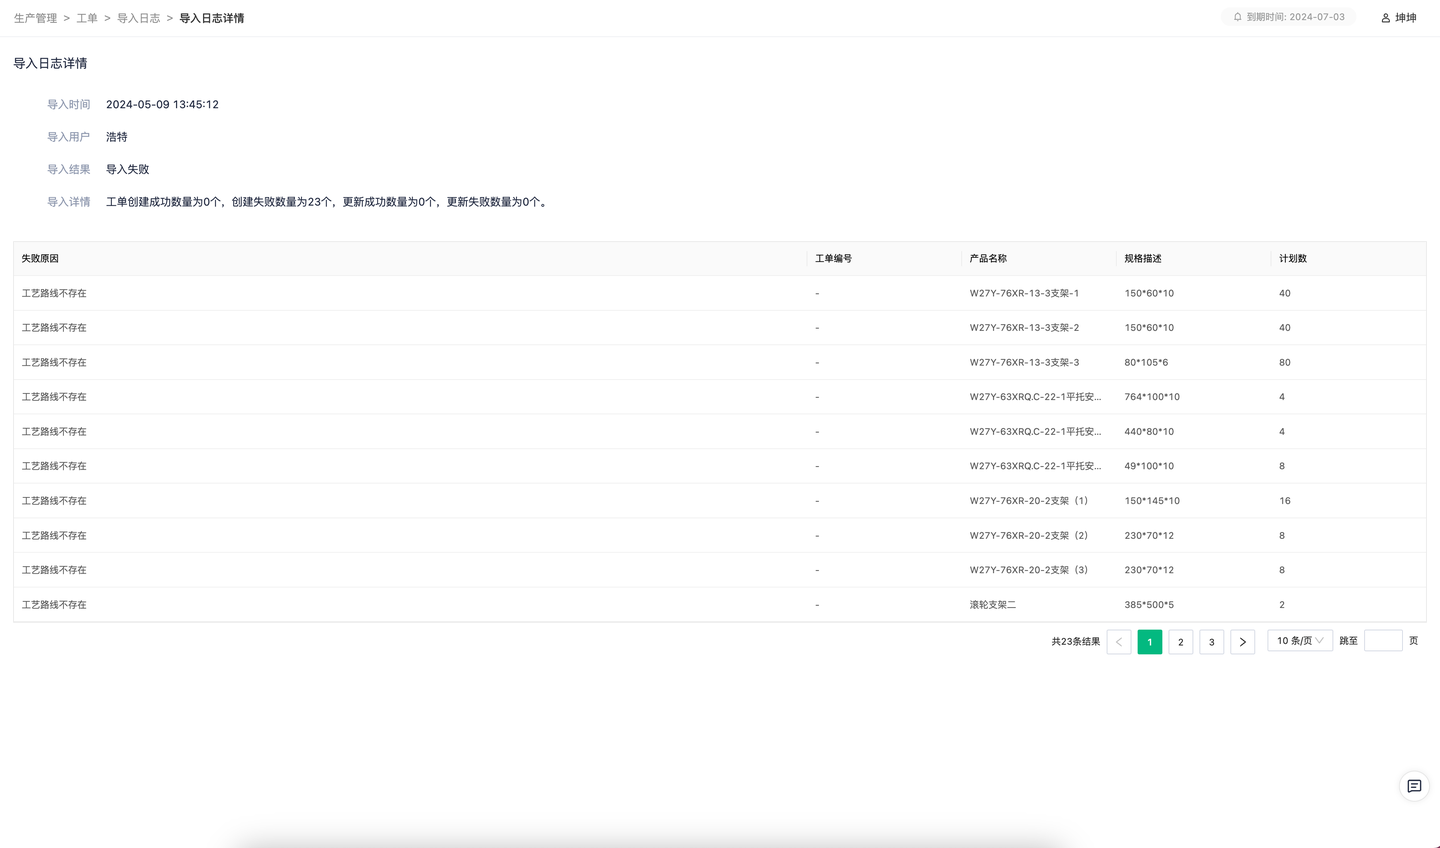 生产管理 > 工单 > 导入日志 > 导入日志详情 到期时间: 2024-07-03 坤坤
导入日志详情
导入时间 2024-05-09 13:45:12
导入用户 浩特
导入结果 导入失败
导入详情 工单创建成功数量为0个，创建失败数量为23个，更新成功数量为0个，更新失败数量为0个。
失败原因 工单编号 产品名称 规格描述 计划数
工艺路线不存在 - W27Y-76XR-13-3支架-1 150*60*10 40
工艺路线不存在 - W27Y-76XR-13-3支架-2 150*60*10 40
工艺路线不存在 - W27Y-76XR-13-3支架-3 80*105*6 80
工艺路线不存在 - W27Y-63XRQ.C-22-1平托安... 764*100*10 4
工艺路线不存在 - W27Y-63XRQ.C-22-1平托安... 440*80*10 4
工艺路线不存在 - W27Y-63XRQ.C-22-1平托安... 49*100*10 8
工艺路线不存在 - W27Y-76XR-20-2支架（1） 150*145*10 16
工艺路线不存在 - W27Y-76XR-20-2支架（2） 230*70*12 8
工艺路线不存在 - W27Y-76XR-20-2支架（3） 230*70*12 8
工艺路线不存在 - 滚轮支架二 385*500*5 2
共23条结果 < 1 2 3 > 10 条/页 跳至 页